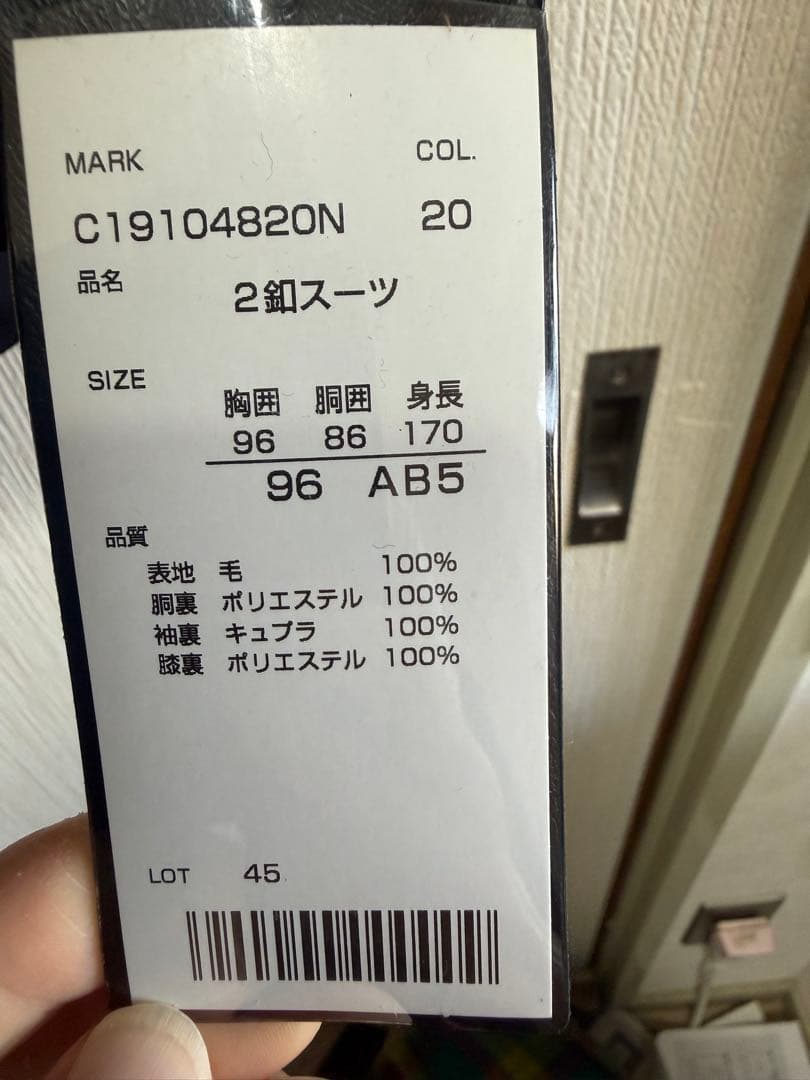 MARK COL.
C19104820N 20
品名
2釦スーツ
SIZE
胸囲 胴囲 身長
96 86 170
96 AB5
品質
表地 毛 100%
胴裏 ポリエステル 100%
袖裏 キュプラ 100%
膝裏 ポリエステル 100%
LOT 45